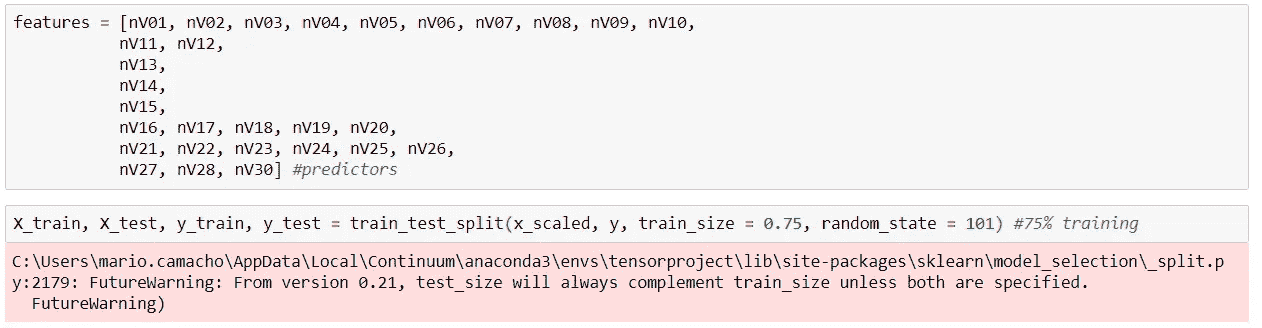 features = [nV01, nV02, nV03, nV04, nV05, nV06, nV07, nV08, nV09, nV10,
nV11, nV12,
nV13,
nV14,
nV15,
nV16, nV17, nV18, nV19, nV20,
nV21, nV22, nV23, nV24, nV25, nV26,
nV27, nV28, nV30] #predictors
X_train, X_test, y_train, y_test = train_test_split(x_scaled, y, train_size = 0.75, random_state = 101) #75% training
C:\Users\mario.camacho\AppData\Local\Continuum\anaconda3\envs\tensorproject\lib\site-packages\sklearn\model_selection\_split.p
y:2179: FutureWarning: From version 0.21, test_size will always complement train_size unless both are specified.
FutureWarning)